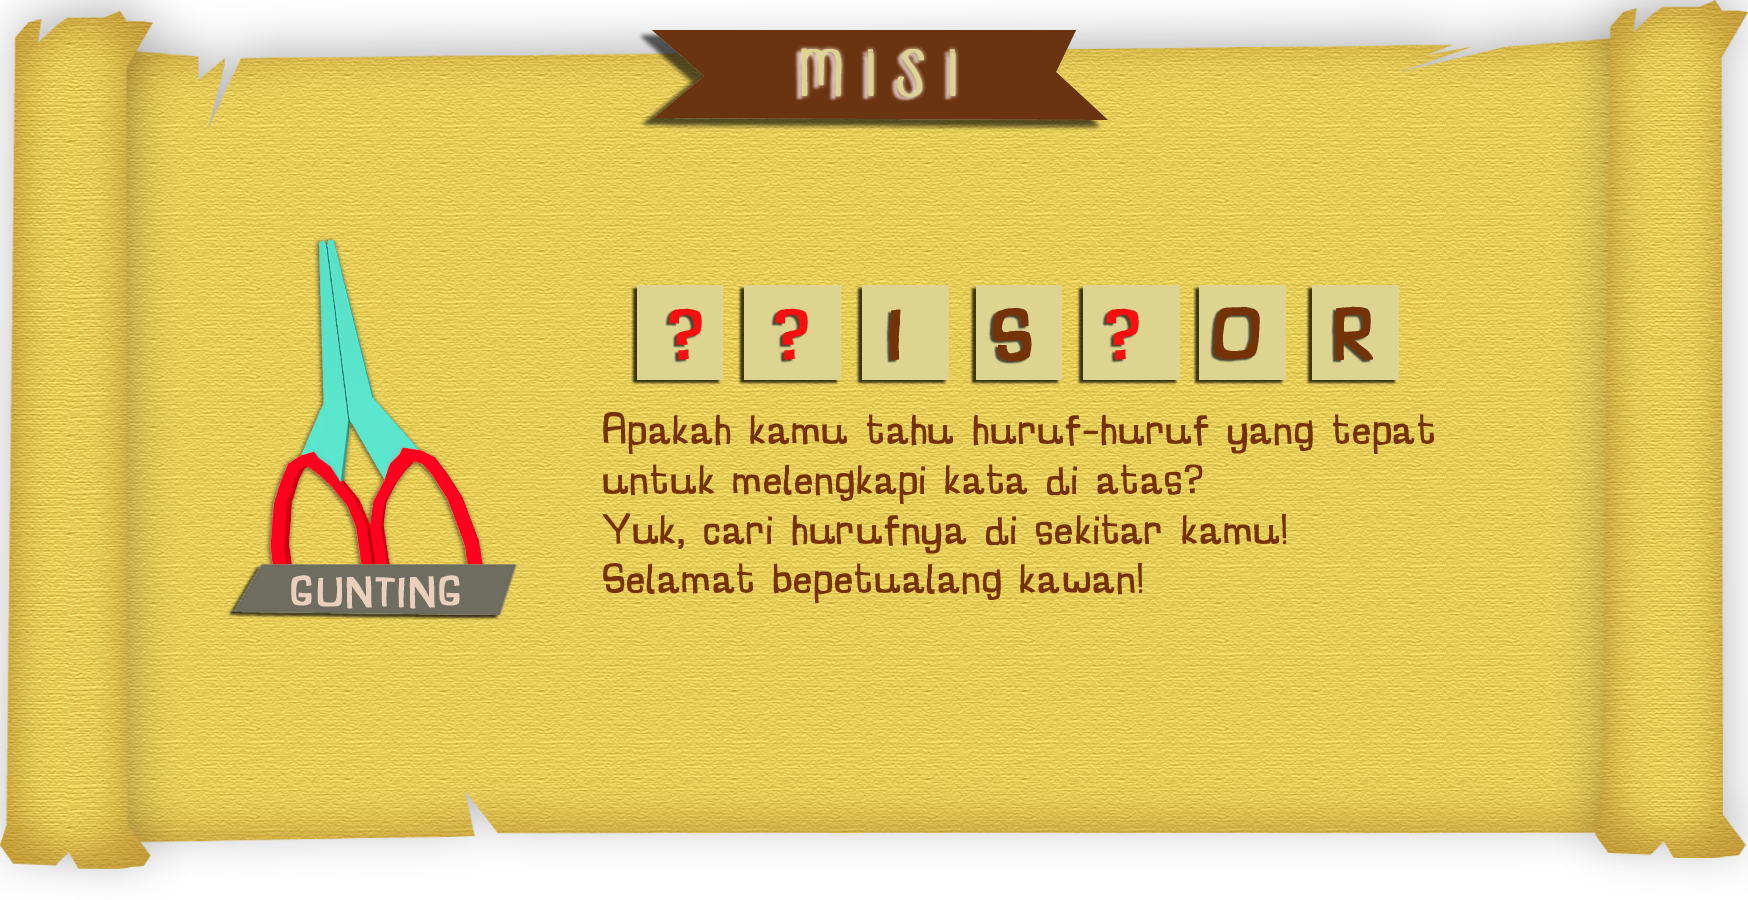 MISI
? ? I S ? O R
Apakah kamu tahu huruf-huruf yang tepat
untuk melengkapi kata di atas?
Yuk, cari hurufnya di sekitar kamu!
Selamat bepetualang kawan!
GUNTING